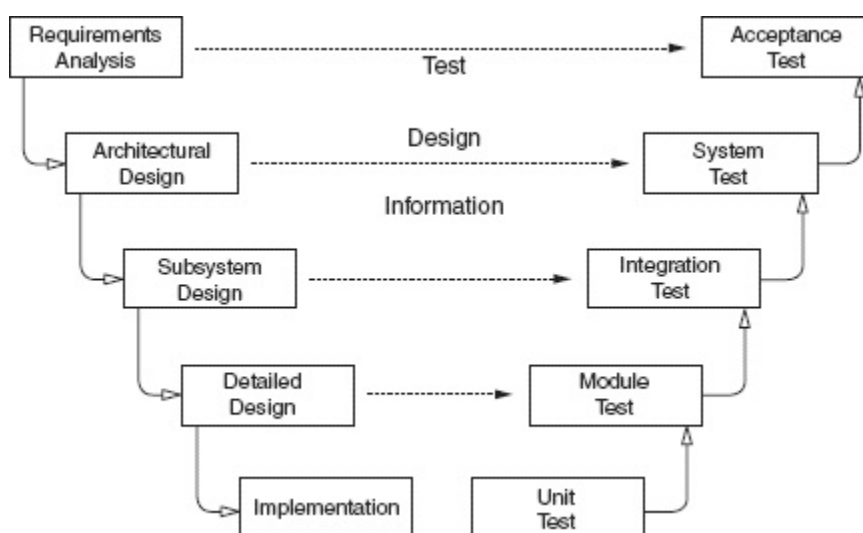 Requirements
Analysis
Acceptance
Test
Test
Architectural
Design
Design
System
Test
Information
Subsystem
Design
Integration
Test
Detailed
Design
Module
Test
Implementation
Unit
Test